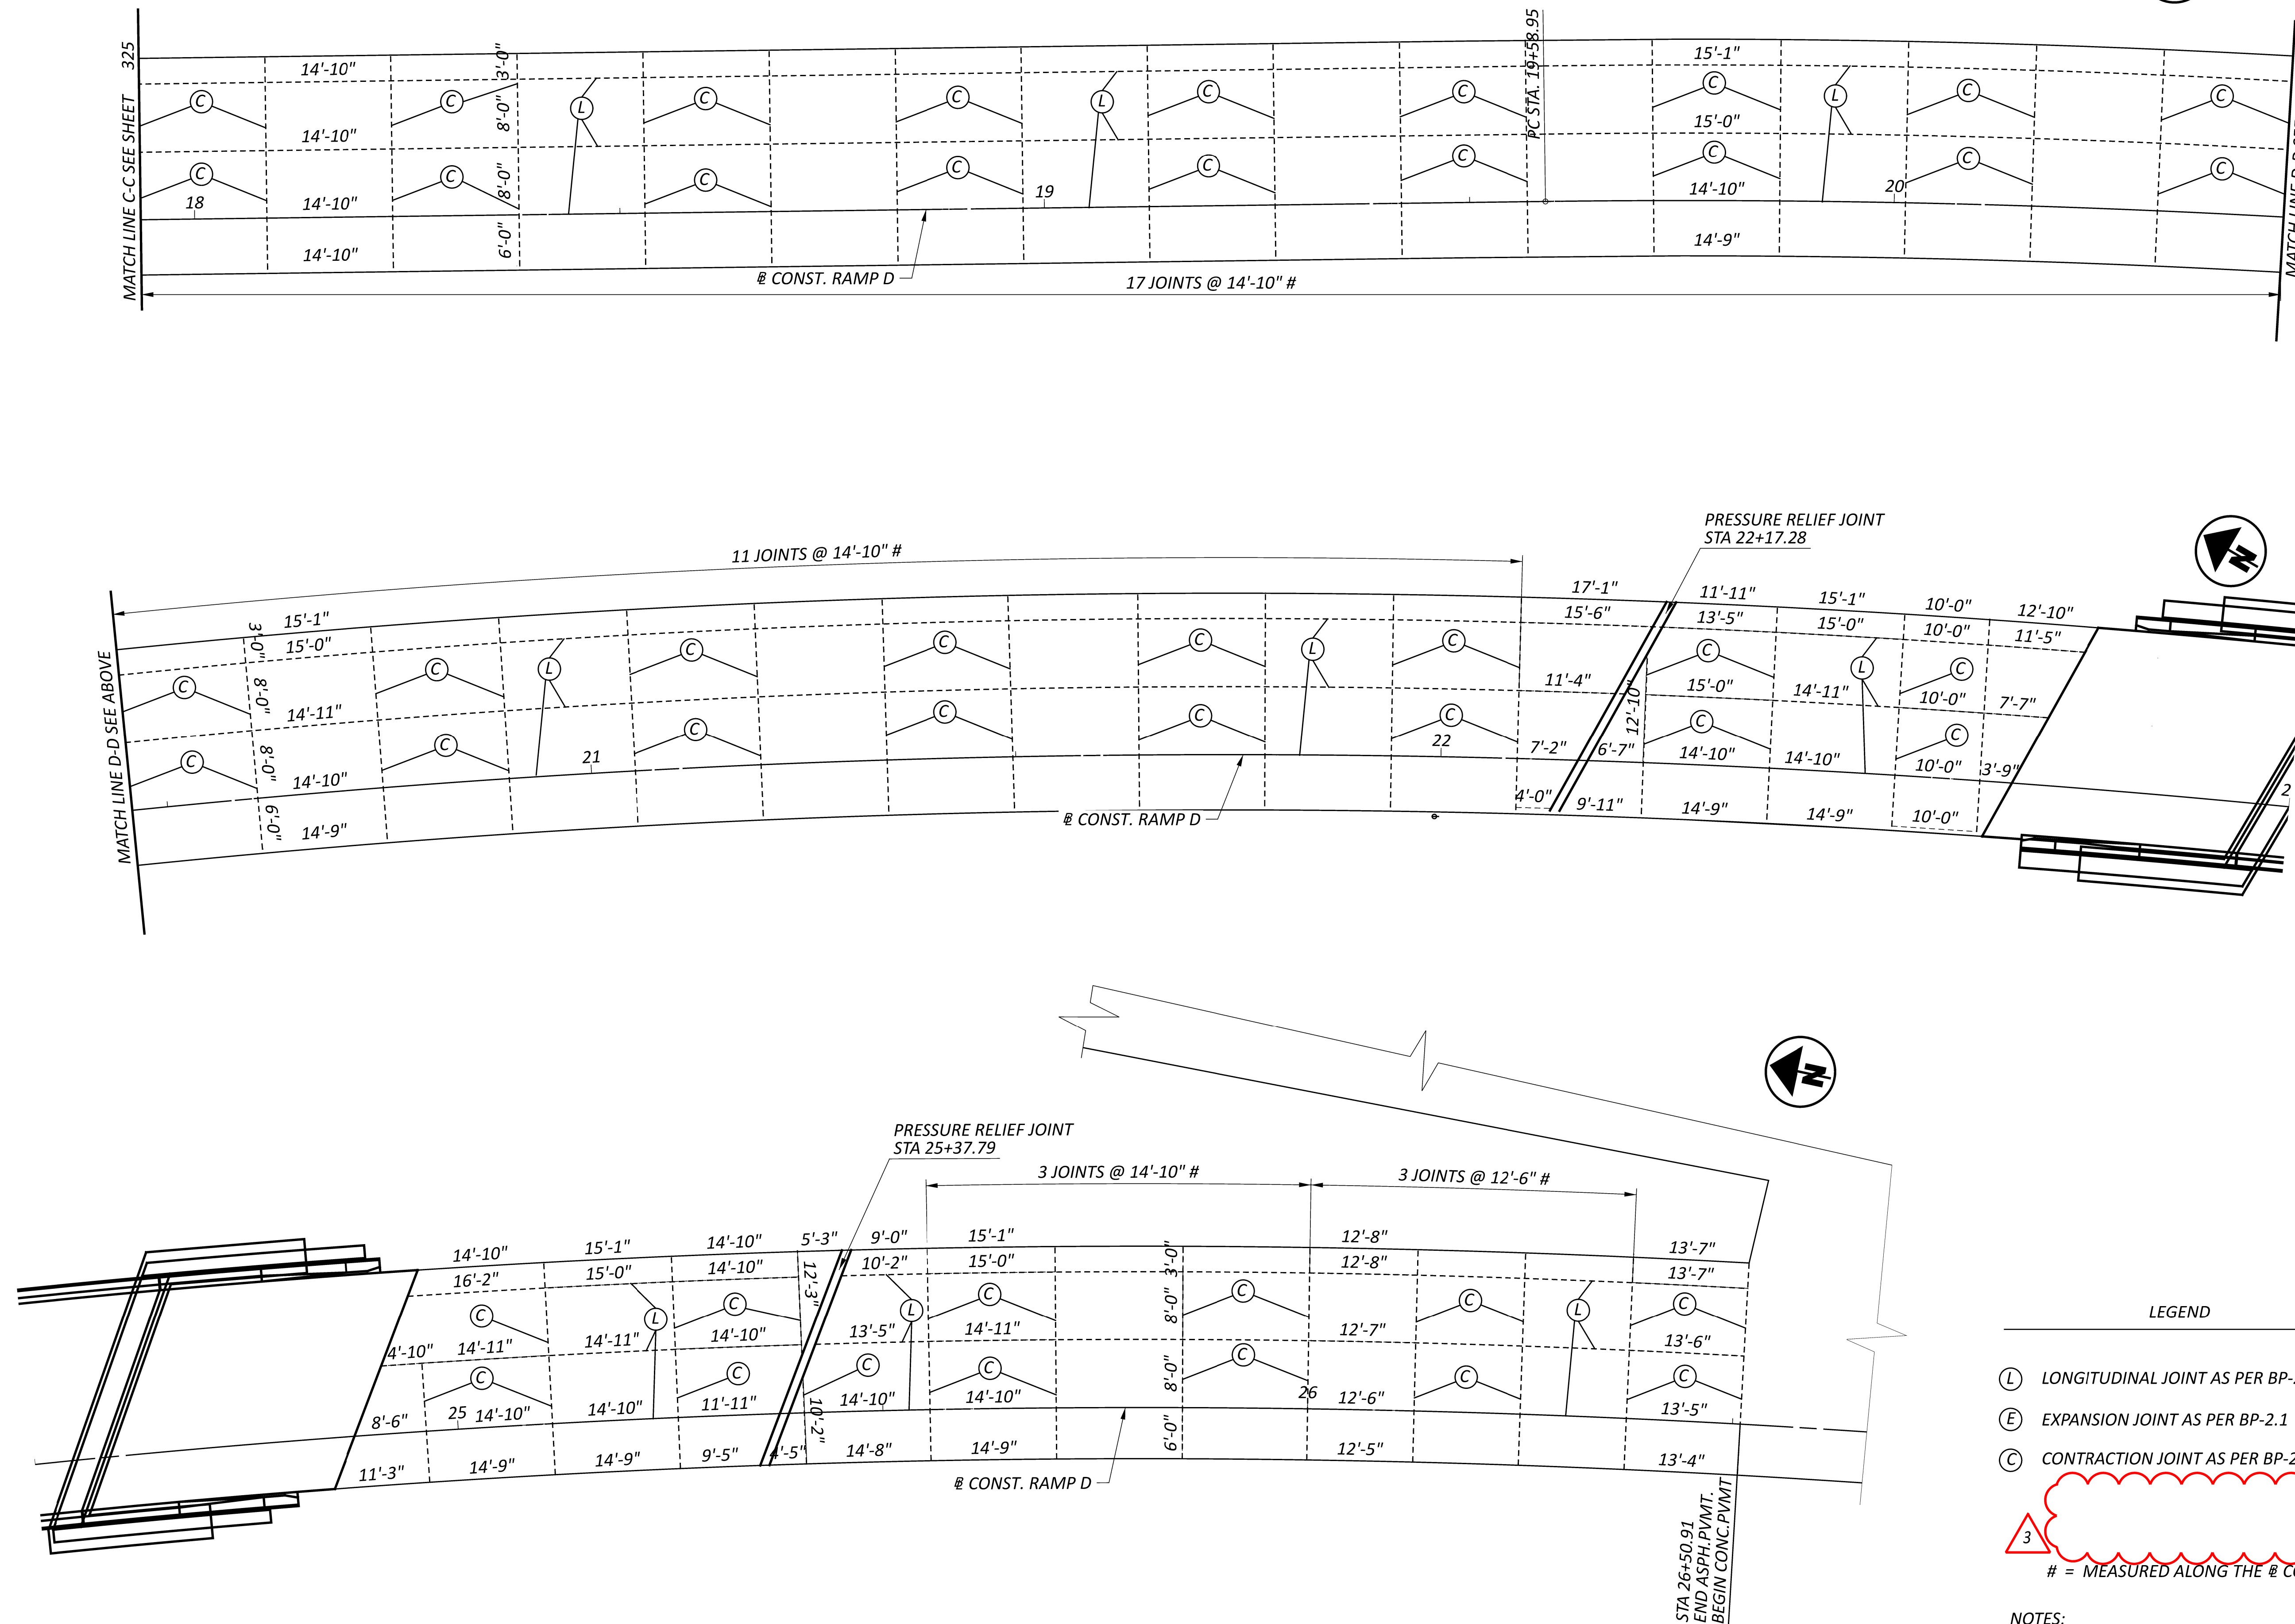 MATCH LINE C-C SEE SHEET 325
14'-10"
3'-0"
PC STA. 19+58.95
15'-1"
C
C
L
C
C
L
C
C
C
L
C
C
8'-0"
14'-10"
15'-0"
C
C
8'-0"
C
C
C
C
C
C
C
18
14'-10"
19
14'-10"
20
14'-10"
6'-0"
14'-9"
℄ CONST. RAMP D
17 JOINTS @ 14'-10" #
PRESSURE RELIEF JOINT
STA 22+17.28
N
11 JOINTS @ 14'-10" #
MATCH LINE D-D SEE ABOVE
15'-1"
17'-1"
11'-11"
15'-1"
10'-0"
12'-10"
3'-0"
15'-0"
15'-6"
13'-5"
15'-0"
10'-0"
11'-5"
C
C
L
C
C
C
L
C
C
L
C
8'-0"
14'-11"
11'-4"
12'-10"
15'-0"
14'-11"
10'-0"
7'-7"
C
C
C
C
C
C
C
C
8'-0"
14'-10"
21
22
7'-2"
6'-7"
14'-10"
14'-10"
10'-0"
3'-9"
2
6'-0"
14'-9"
4'-0"
9'-11"
14'-9"
14'-9"
10'-0"
℄ CONST. RAMP D
N
PRESSURE RELIEF JOINT
STA 25+37.79
3 JOINTS @ 14'-10" #
3 JOINTS @ 12'-6" #
14'-10"
15'-1"
14'-10"
5'-3"
9'-0"
15'-1"
12'-8"
13'-7"
16'-2"
15'-0"
14'-10"
12'-3"
10'-2"
15'-0"
3'-0"
12'-8"
13'-7"
C
L
C
L
C
8'-0"
C
C
L
C
4'-10"
14'-11"
14'-11"
14'-10"
13'-5"
14'-11"
12'-7"
13'-6"
C
C
C
C
8'-0"
C
C
C
8'-6"
25
14'-10"
14'-10"
11'-11"
10'-2"
14'-10"
14'-10"
26
12'-6"
13'-5"
11'-3"
14'-9"
14'-9"
9'-5"
4'-5"
14'-8"
14'-9"
6'-0"
12'-5"
13'-4"
℄ CONST. RAMP D
STA 26+50.91
END ASPH.PVMT.
BEGIN CONC.PVMT
LEGEND
L LONGITUDINAL JOINT AS PER BP-
E EXPANSION JOINT AS PER BP-2.1
C CONTRACTION JOINT AS PER BP-2
3
# = MEASURED ALONG THE ℄
NOTES: